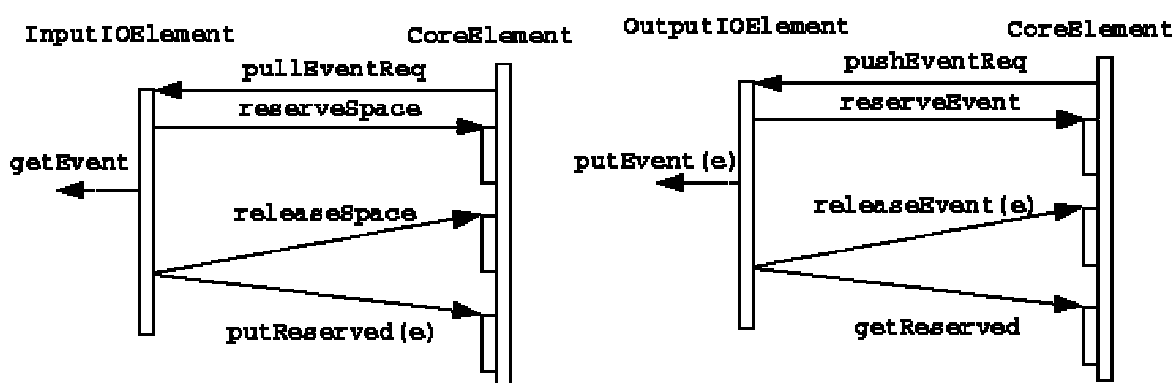 InputIOElement
CoreElement
pullEventReq
reserveSpace
getEvent
releaseSpace
putReserved(e)
OutputIOElement
CoreElement
pushEventReq
reserveEvent
putEvent(e)
releaseEvent(e)
getReserved